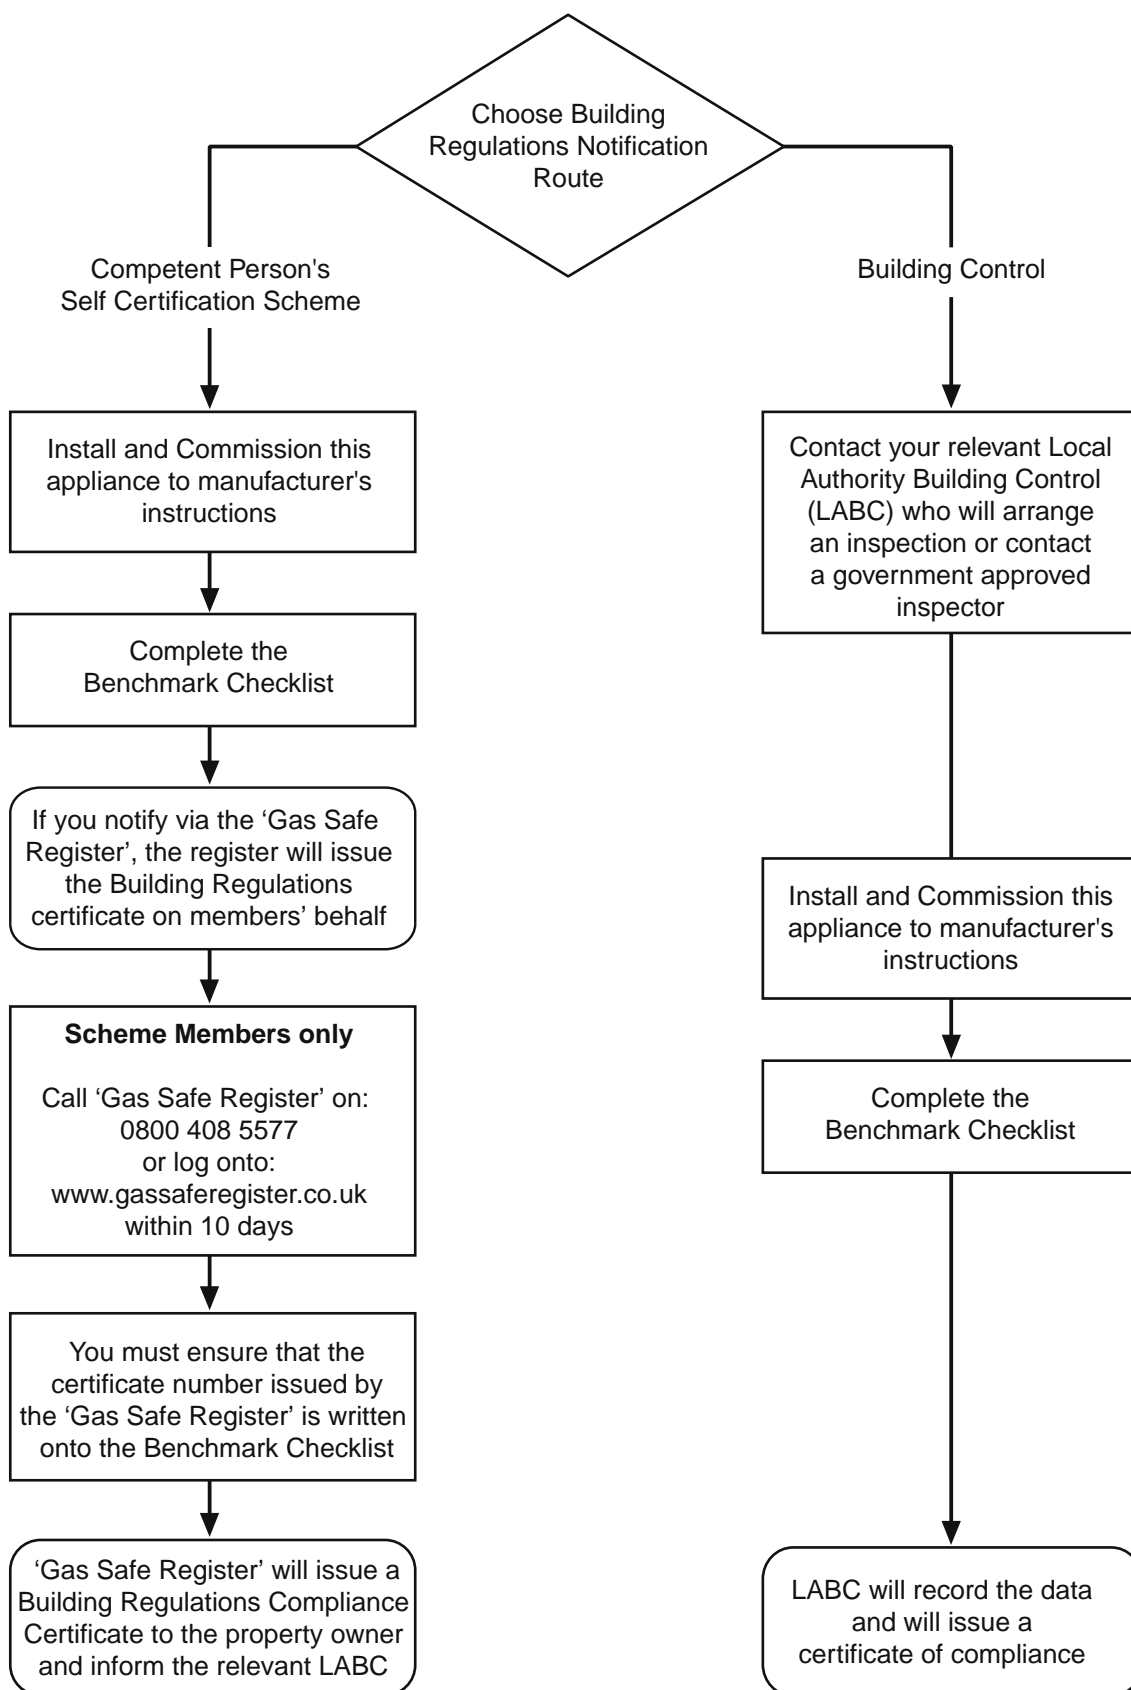 Choose Building
Regulations Notification
Route
Competent Person's
Self Certification Scheme
Building Control
Install and Commission this
appliance to manufacturer's
instructions
Complete the
Benchmark Checklist
If you notify via the ‘Gas Safe
Register’, the register will issue
the Building Regulations
certificate on members’ behalf
Scheme Members only
Call ‘Gas Safe Register’ on:
0800 408 5577
or log onto:
www.gassaferegister.co.uk
within 10 days
You must ensure that the
certificate number issued by
the ‘Gas Safe Register’ is written
onto the Benchmark Checklist
‘Gas Safe Register’ will issue a
Building Regulations Compliance
Certificate to the property owner
and inform the relevant LABC
Contact your relevant Local
Authority Building Control
(LABC) who will arrange
an inspection or contact
a government approved
inspector
Install and Commission this
appliance to manufacturer's
instructions
Complete the
Benchmark Checklist
LABC will record the data
and will issue a
certificate of compliance